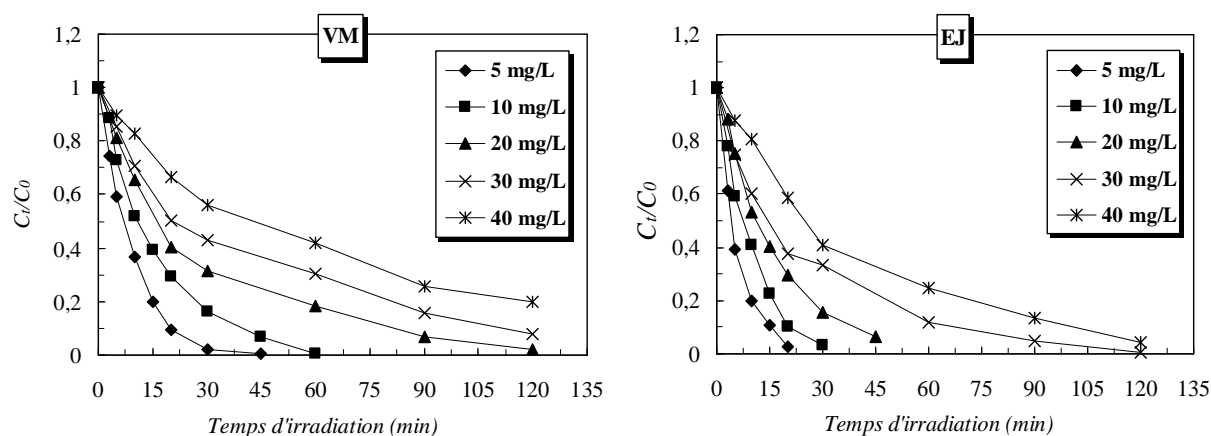 VM
1,2
1
0,8
0,6
0,4
0,2
0
Ct/C0
5 mg/L
10 mg/L
20 mg/L
30 mg/L
40 mg/L
0 15 30 45 60 75 90 105 120 135
Temps d'irradiation (min)
EJ
1,2
1
0,8
0,6
0,4
0,2
0
Ct/C0
5 mg/L
10 mg/L
20 mg/L
30 mg/L
40 mg/L
0 15 30 45 60 75 90 105 120 135
Temps d'irradiation (min)